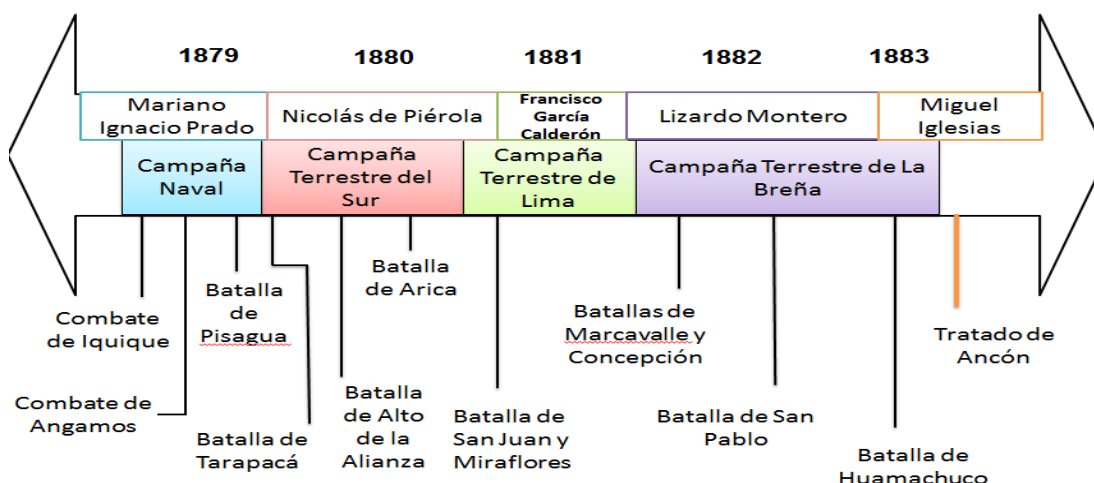 1879
1880
1881
1882
1883
Mariano
Ignacio Prado
Nicolás de Piérola
Francisco
García
Calderón
Lizardo Montero
Miguel
Iglesias
Campaña
Naval
Campaña
Terrestre del
Sur
Campaña
Terrestre de
Lima
Campaña Terrestre de La
Breña
Combate
de Iquique
Combate de
Angamos
Batalla
de
Pisagua
Batalla de
Tarapacá
Batalla
de Alto
de la
Alianza
Batalla
de Arica
Batalla de
San Juan y
Miraflores
Batallas de
Marcavalle y
Concepción
Batalla de San
Pablo
Batalla de
Huamachuco
Tratado de
Ancón